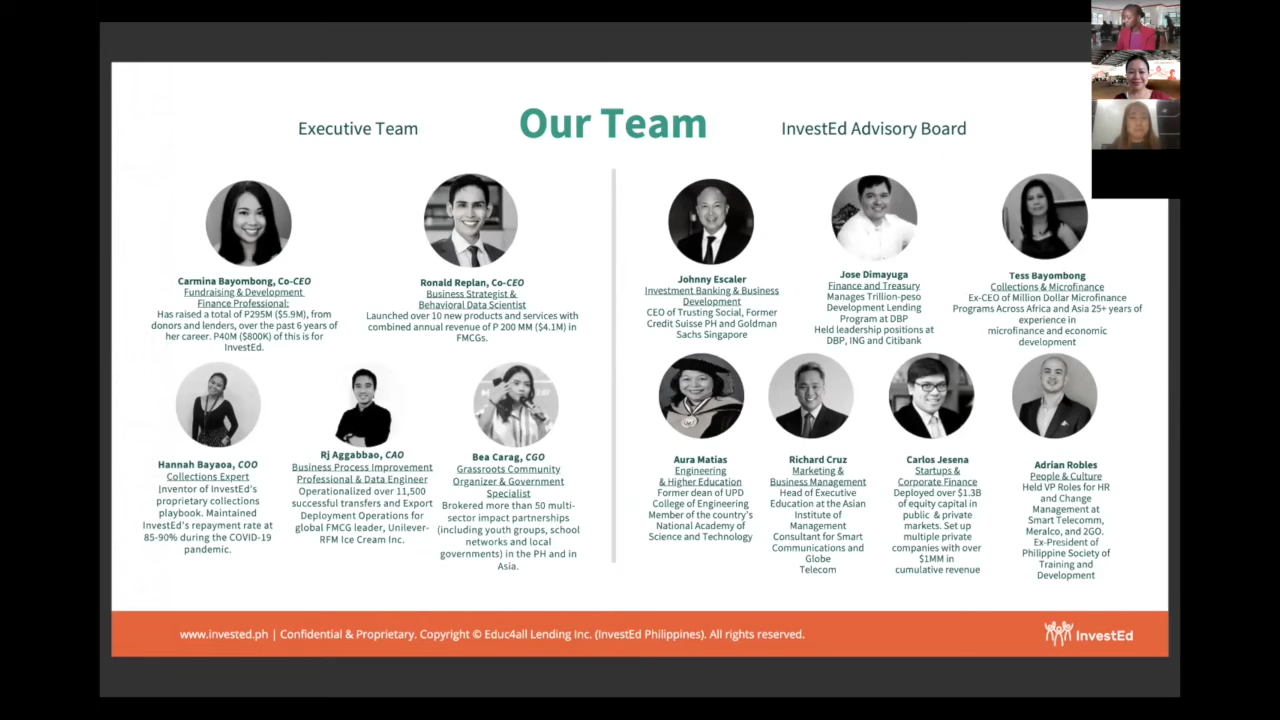 Our Team
Executive Team
Carmina Bayombong, Co-CEO
Fundraising & Development
Finance Professional:
Has raised a total of P295M ($5.9M), from
donors and lenders, over the past 6 years of
her career. P40M ($800K) of this is for
InvestEd.
Ronald Replan, Co-CEO
Business Strategist &
Behavioral Data Scientist
Launched over 10 new products and services with
combined annual revenue of P 200 MM ($4.1M) in
FMCGs.
Hannah Bayaoa, COO
Collections Expert
Inventor of InvestEd's
proprietary collections
playbook. Maintained
InvestEd's repayment rate at
85-90% during the COVID-19
pandemic.
Rj Aggabbao, CAO
Business Process Improvement
Professional & Data Engineer
Operationalized over 11,500
successful transfers and Export
Deployment Operations for
global FMCG leader, Unilever-
RFM Ice Cream Inc.
Bea Carag, CGO
Grassroots Community
Organizer & Government
Specialist
Brokered more than 50 multi-
sector impact partnerships
(including youth groups, school
networks and local
governments) in the PH and in
Asia.
InvestEd Advisory Board
Johnny Escaler
Investment Banking & Business
Development
CEO of Trusting Social, Former
Credit Suisse PH and Goldman
Sachs Singapore
Jose Dimayuga
Finance and Treasury
Manages Trillion-peso
Development Lending
Program at DBP
Held leadership positions at
DBP, ING and Citibank
Tess Bayombong
Collections & Microfinance
Ex-CEO of Million Dollar Microfinance
Programs Across Africa and Asia 25+ years of
experience in
microfinance and economic
development
Aura Matias
Engineering
& Higher Education
Former dean of UPD
College of Engineering
Member of the country's
National Academy of
Science and Technology
Richard Cruz
Marketing &
Business Management
Head of Executive
Education at the Asian
Institute of
Management
Consultant for Smart
Communications and
Globe
Telecom
Carlos Jesena
Startups &
Corporate Finance
Deployed over $1.3B
of equity capital in
public & private
markets. Set up
multiple private
companies with over
$1MM in
cumulative revenue
Adrian Robles
People & Culture
Held VP Roles for HR
and Change
Management at
Smart Telecomm,
Meralco, and 2GO.
Ex-President of
Philippine Society of
Training and
Development
www.invested.ph | Confidential & Proprietary. Copyright © Educ4all Lending Inc. (InvestEd Philippines). All rights reserved.
InvestEd